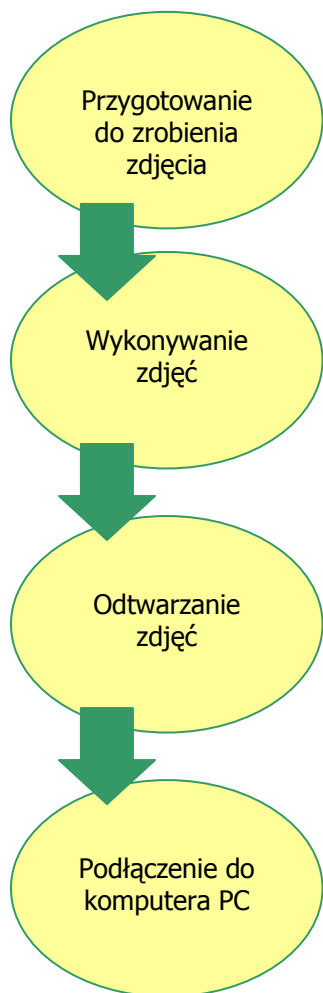 Przygotowanie
do zrobienia
zdjęcia
Wykonywanie
zdjęć
Odtwarzanie
zdjęć
Podłączenie do
komputera PC